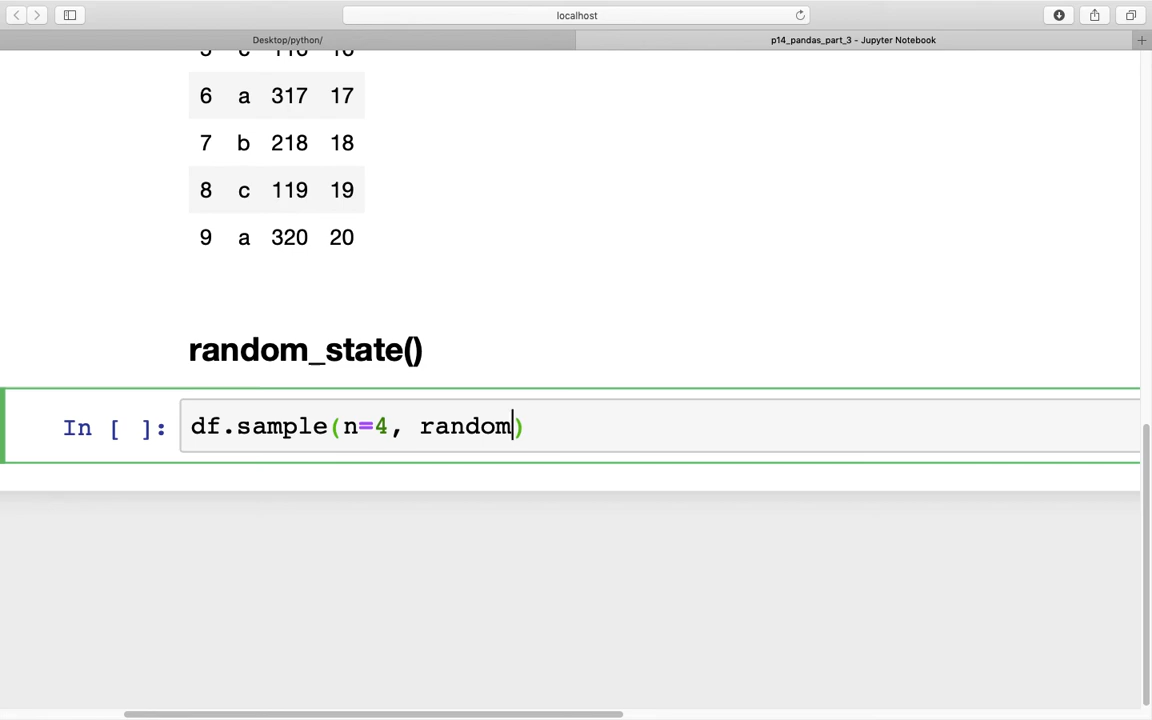 localhost
Desktop/python/
p14_pandas_part_3 - Jupyter Notebook
6 a 317 17
7 b 218 18
8 c 119 19
9 a 320 20
random_state()
In [ ]: df.sample(n=4, random)